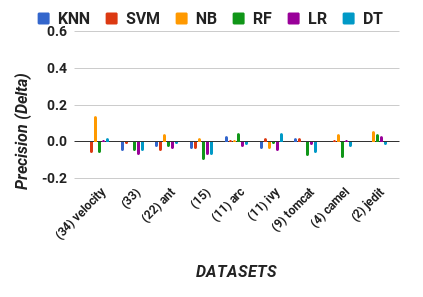 KNN SVM NB RF LR DT
0.6
0.4
0.2
0.0
-0.2
Precision (Delta)
(34) velocity
(33)
(22) ant
(15)
(11) arc
(11) ivy
(9) tomcat
(4) camel
(2) jedit
DATASETS